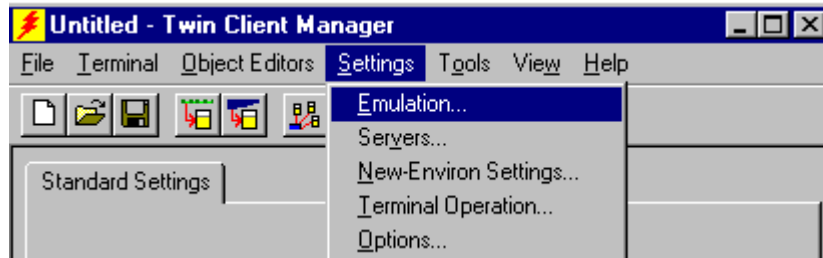 Untitled - Twin Client Manager
File Terminal Object Editors Settings Tools View Help
Emulation...
Servers...
Standard Settings
New-Environ Settings...
Terminal Operation...
Options...